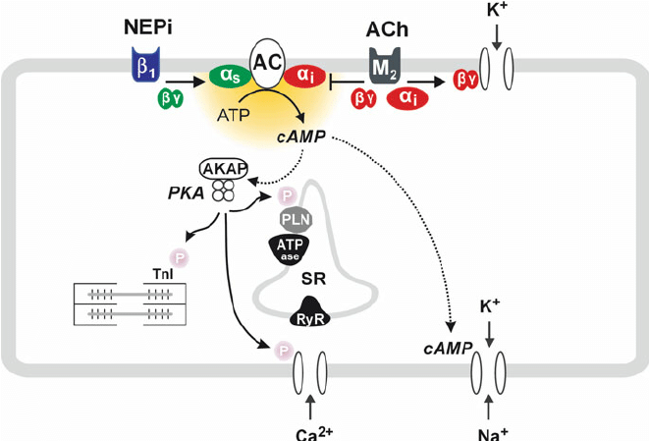 NEPi
ACh
K⁺
β₁
αs
AC
αi
M₂
βγ
βγ
βγ
αi
ATP
cAMP
AKAP
PKA
P
PLN
P
ATP
ase
TnI
SR
RyR
K⁺
P
cAMP
Ca²⁺
Na⁺